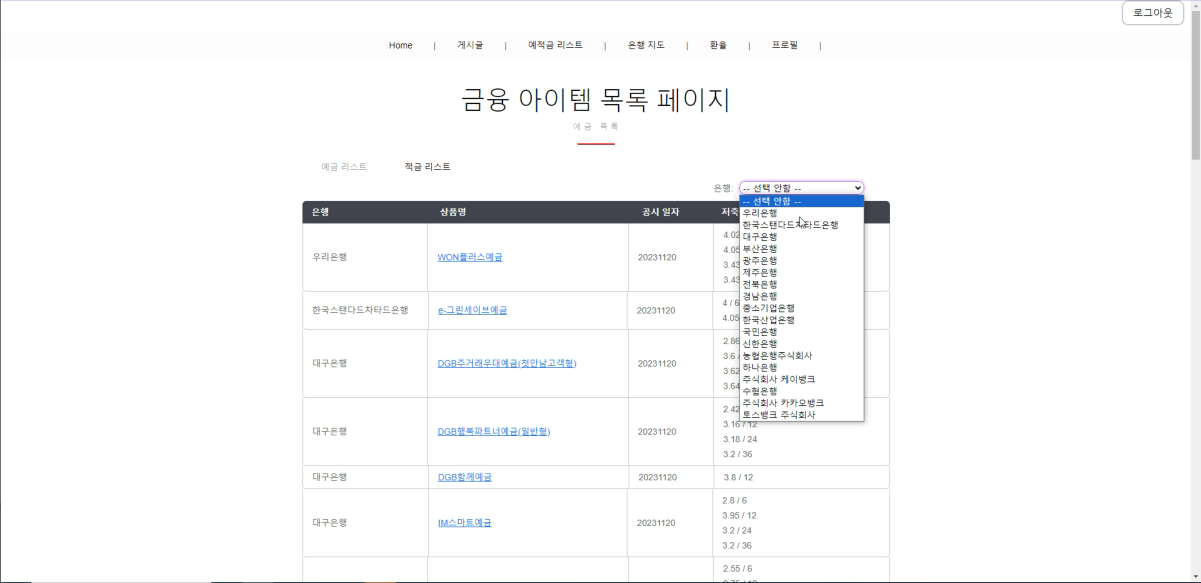 로그아웃
Home | 게시글 | 예적금 리스트 | 은행 지도 | 환율 | 프로필 |
금융 아이템 목록 페이지
예금 목록
예금 리스트 적금 리스트
은행: -- 선택 안함 --
-- 선택 안함 --
우리은행
한국스탠다드차타드은행
대구은행
부산은행
광주은행
제주은행
전북은행
경남은행
중소기업은행
한국산업은행
국민은행
신한은행
농협은행주식회사
하나은행
주식회사 케이뱅크
수협은행
주식회사 카카오뱅크
토스뱅크 주식회사
은행 상품명 공시 일자 저축
우리은행 WON플러스예금 20231120
4.02
4.05
3.43
3.43
한국스탠다드차타드은행 e-그린세이브예금 20231120
4 / 6
4.05
대구은행 DGB주거래우대예금(첫만남고객형) 20231120
2.86
3.6 /
3.62
3.64
대구은행 DGB행복파트너예금(일반형) 20231120
2.42
3.16 / 12
3.18 / 24
3.2 / 36
대구은행 DGB함께예금 20231120 3.8 / 12
대구은행 IM스마트예금 20231120
2.8 / 6
3.95 / 12
3.2 / 24
3.2 / 36
2.55 / 6